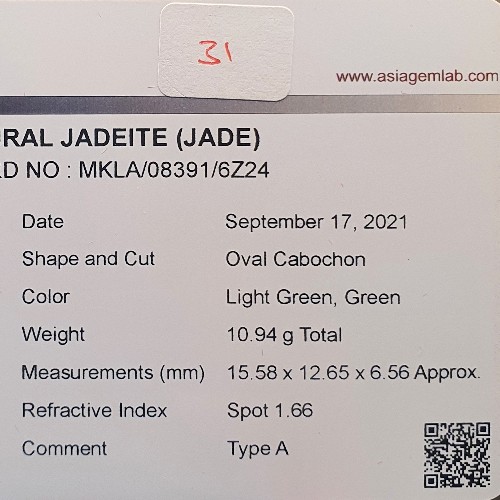 31
www.asiagemlab.com
RAL JADEITE (JADE)
D NO : MKLA/08391/6Z24
Date September 17, 2021
Shape and Cut Oval Cabochon
Color Light Green, Green
Weight 10.94 g Total
Measurements (mm) 15.58 x 12.65 x 6.56 Approx.
Refractive Index Spot 1.66
Comment Type A